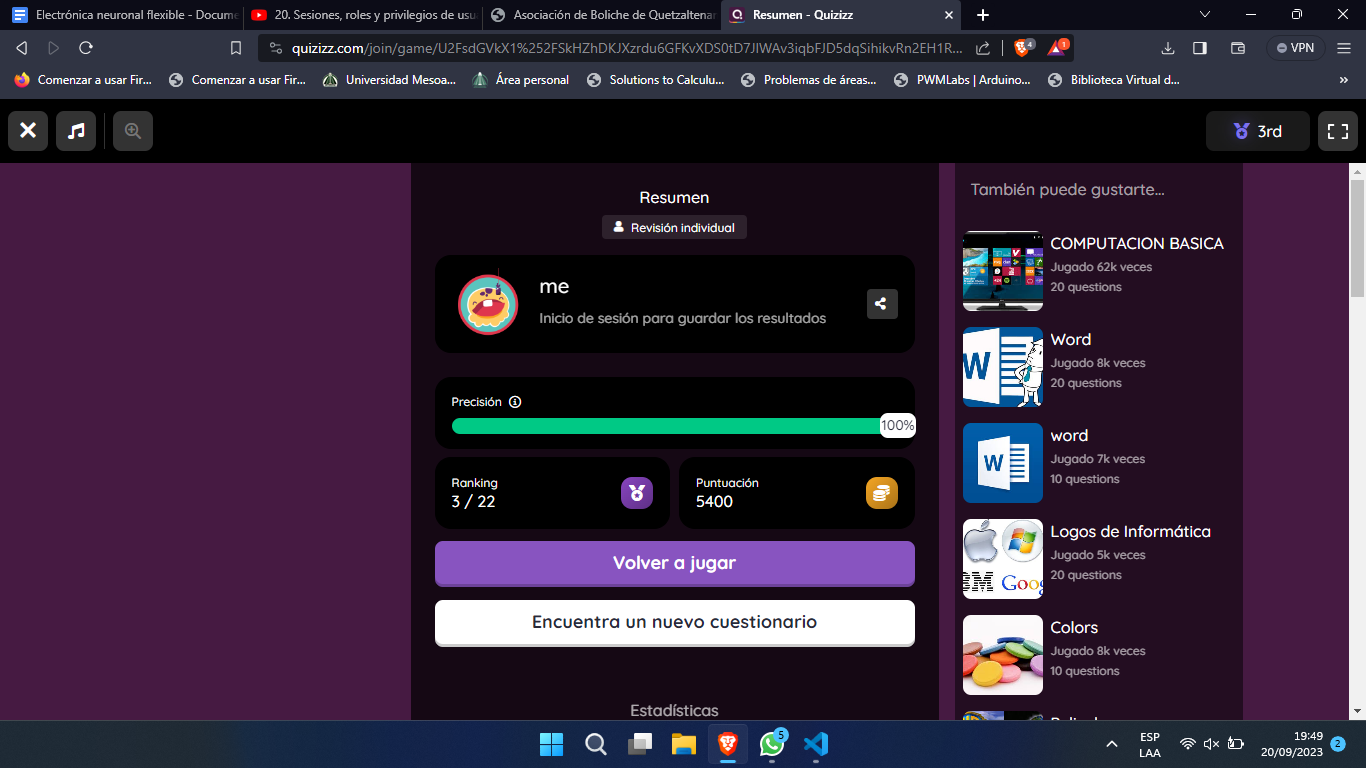 Electrónica neuronal flexible - Docume
20. Sesiones, roles y privilegios de usu
Asociación de Boliche de Quetzaltenan
Resumen - Quizizz
quizizz.com/join/game/U2FsdGVkX1%252FSkHZhDKJXzrdu6GFKvXDS0tD7JIWAv3iqbFJD5dqSihikvRn2EH1R...
4
1
VPN
Comenzar a usar Fir...
Comenzar a usar Fir...
Universidad Mesoa...
Área personal
Solutions to Calculu...
Problemas de áreas...
PWMLabs | Arduino...
Biblioteca Virtual d...
»
3rd
Resumen
Revisión individual
me
Inicio de sesión para guardar los resultados
Precisión
100%
Ranking
3 / 22
Puntuación
5400
Volver a jugar
Encuentra un nuevo cuestionario
Estadísticas
También puede gustarte...
COMPUTACION BASICA
Jugado 62k veces
20 questions
Word
Jugado 8k veces
20 questions
word
Jugado 7k veces
10 questions
Logos de Informática
Jugado 5k veces
20 questions
Colors
Jugado 8k veces
10 questions
5
ESP
LAA
19:49
20/09/2023
2